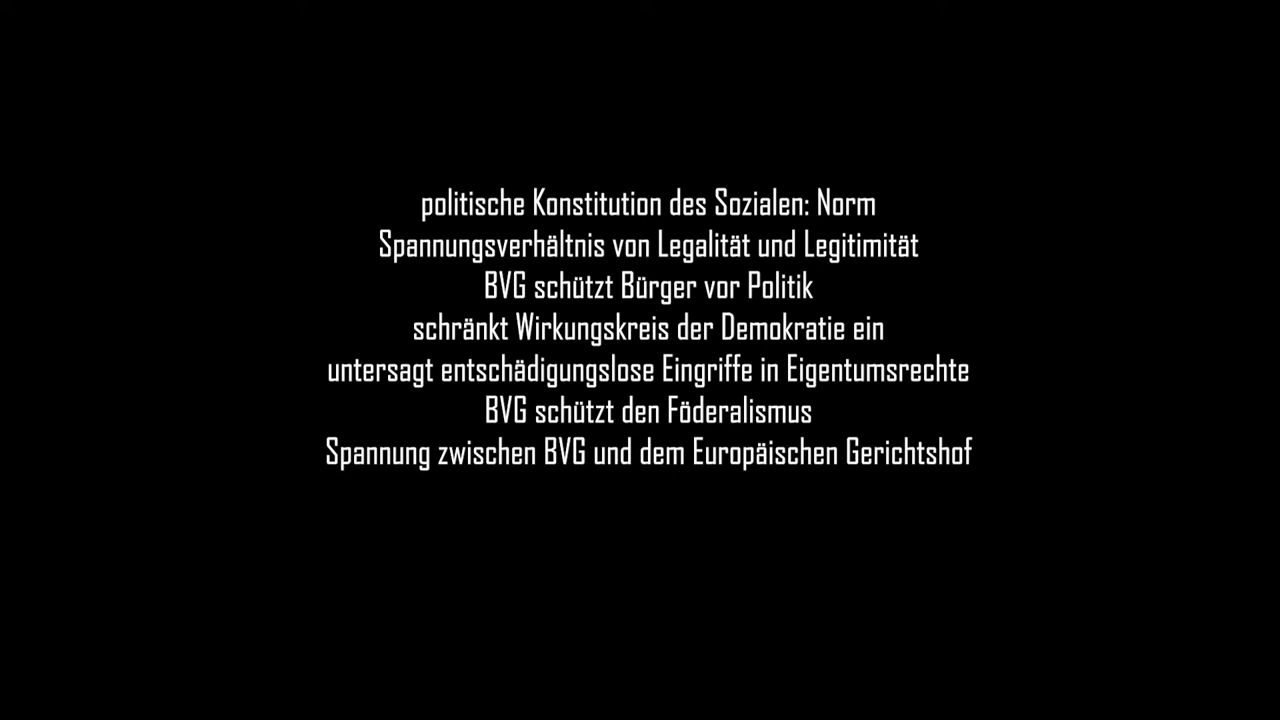 politische Konstitution des Sozialen: Norm
Spannungsverhältnis von Legalität und Legitimität
BVG schützt Bürger vor Politik
schränkt Wirkungskreis der Demokratie ein
untersagt entschädigungslose Eingriffe in Eigentumsrechte
BVG schützt den Föderalismus
Spannung zwischen BVG und dem Europäischen Gerichtshof